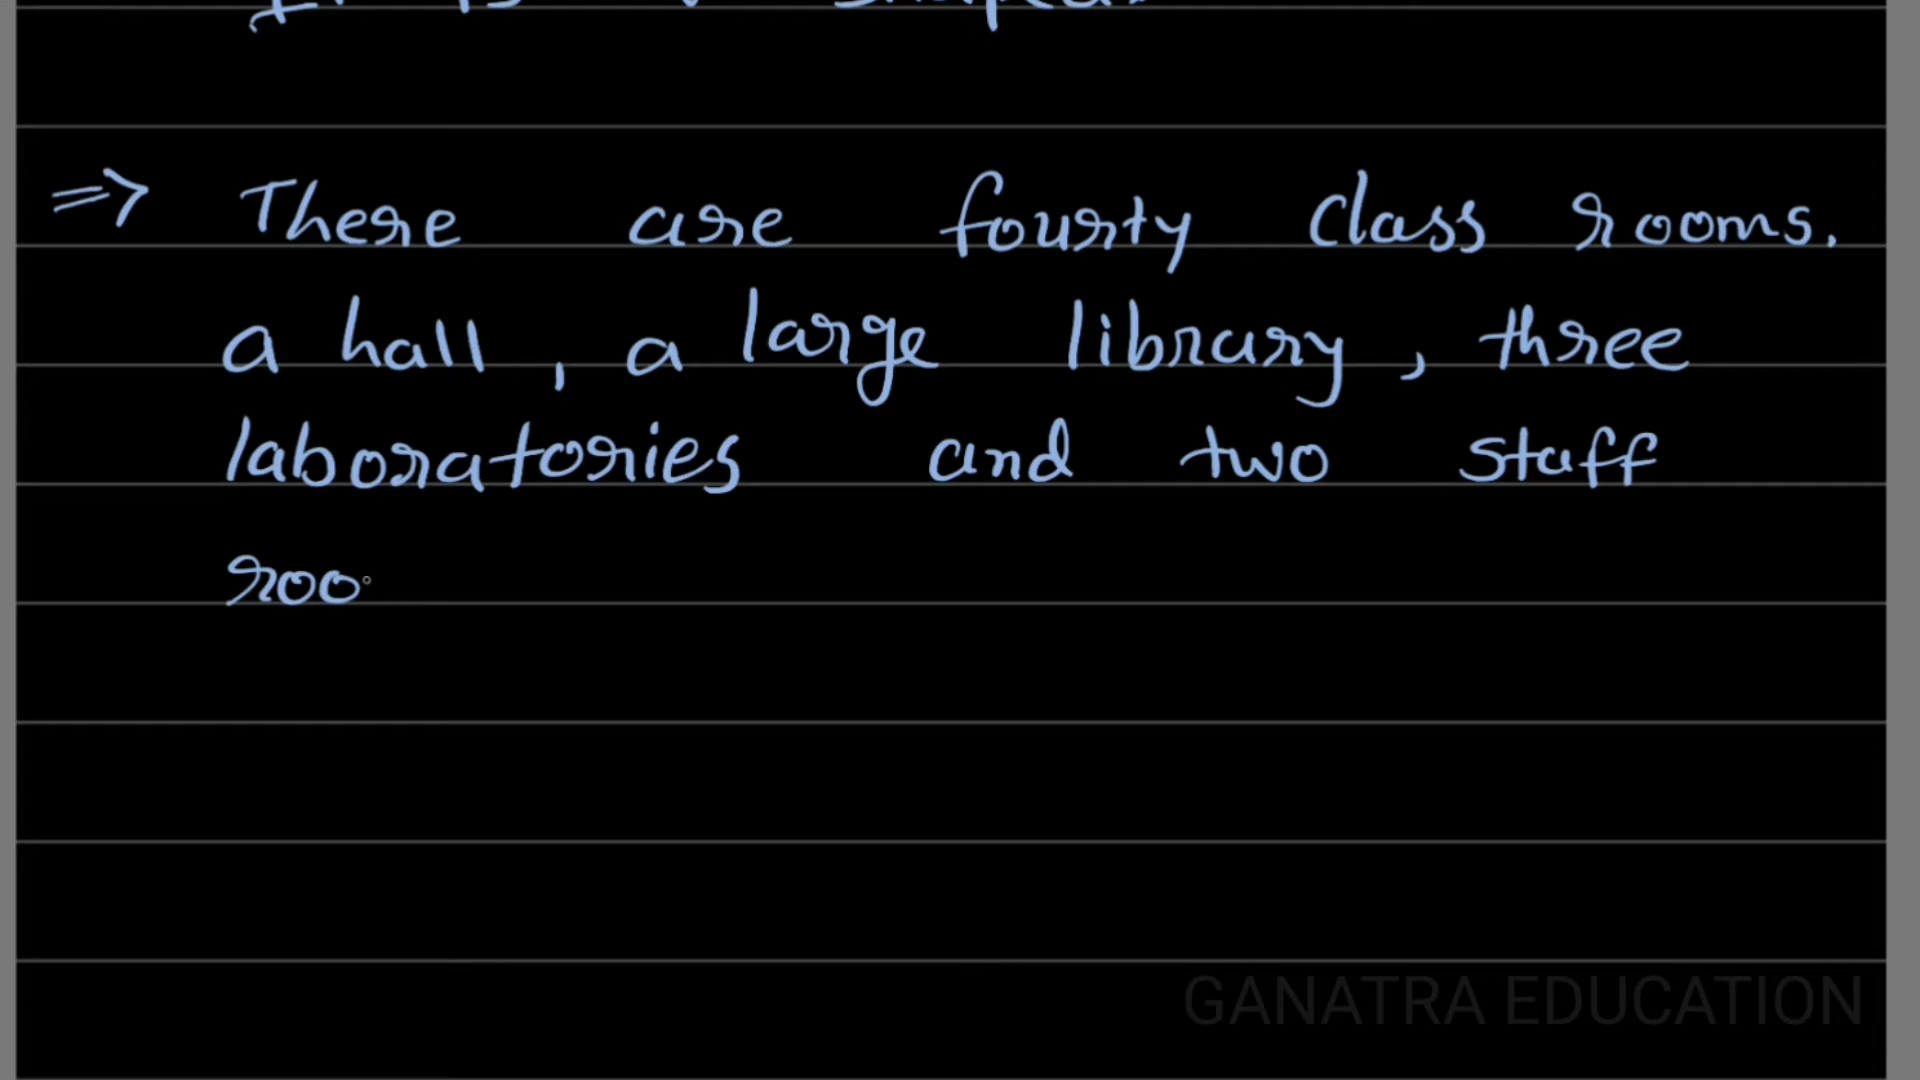 ⇒ There are fourty class rooms.
a hall, a large library, three
laboratories and two staff
roo
GANATRA EDUCATION